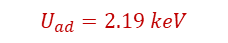 U_ad = 2.19 keV